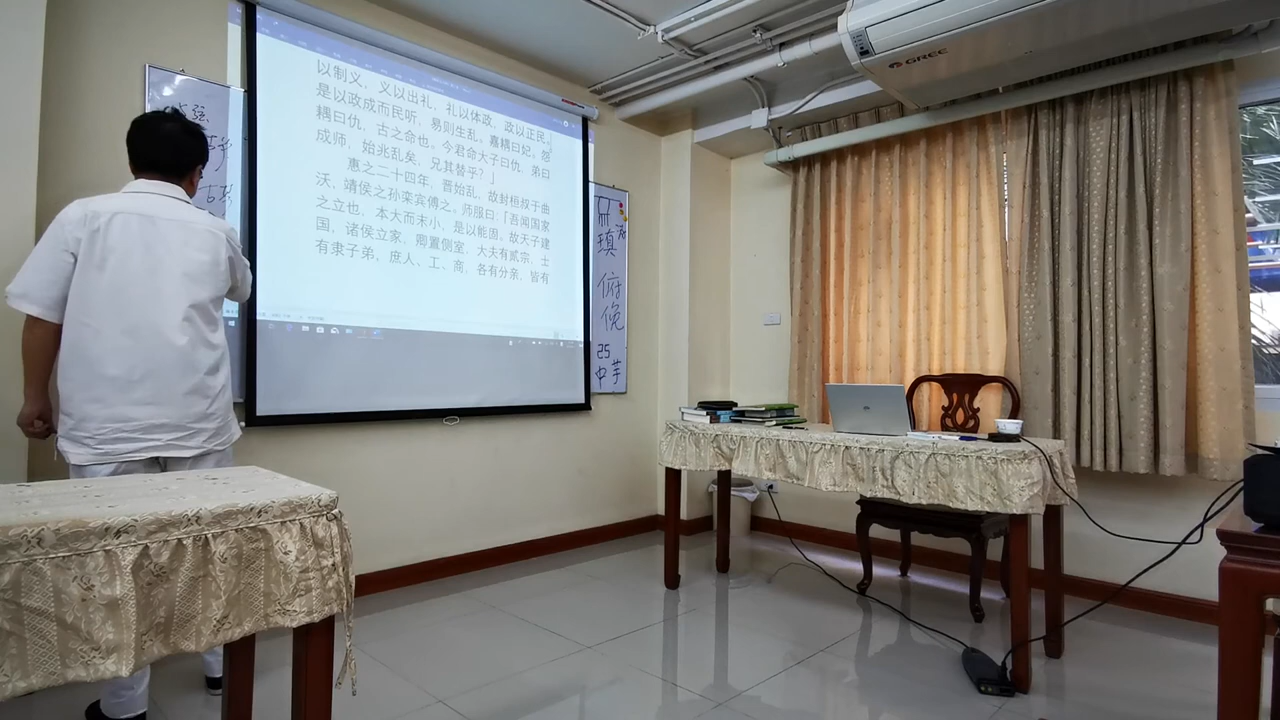 弦
以制义，义以出礼，礼以体政，政以正民，
是以政成而民听，易则生乱。嘉耦曰妃。怨
耦曰仇，古之命也。今君命大子曰仇，弟曰
成师，始兆乱矣。兄其替乎？」
惠之二十四年，晋始乱，故封桓叔于曲
沃，靖侯之孙栾宾傅之。师服曰：「吾闻国家
之立也，本大而末小，是以能固。故天子建
国，诸侯立家，卿置侧室，大夫有贰宗，士
有隶子弟，庶人、工、商，各有分亲，皆有
瑱
俯
俛
25
中芋
GREE